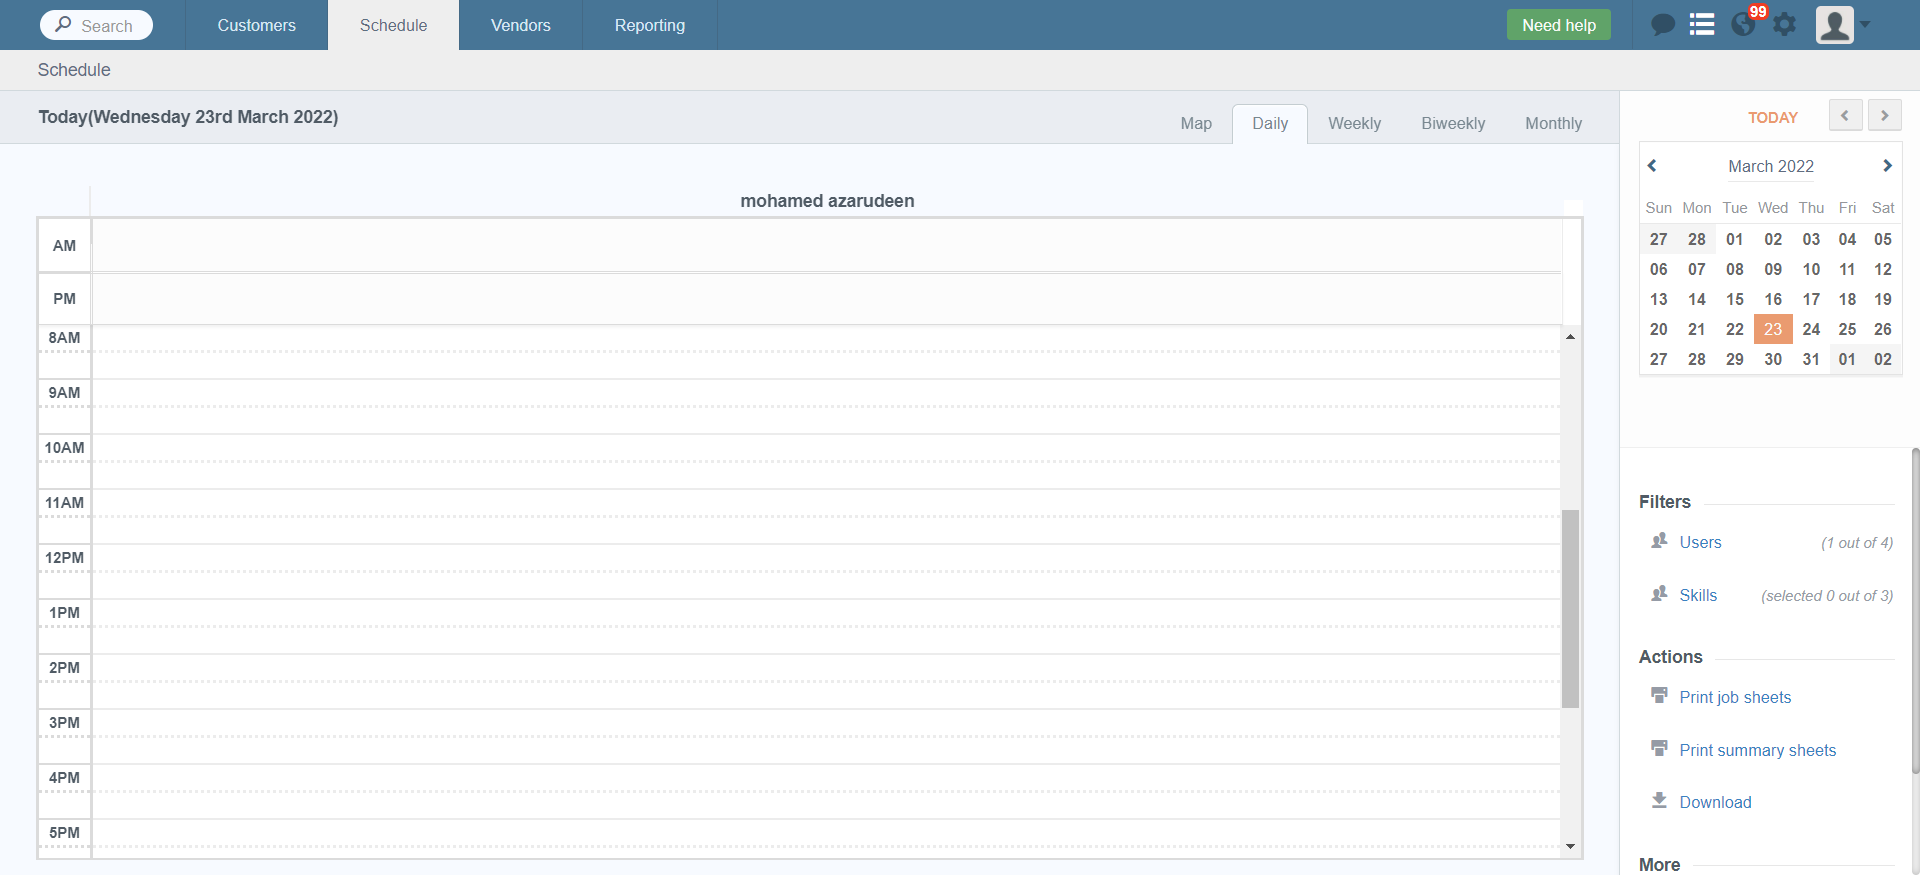 Search
Customers
Schedule
Vendors
Reporting
Need help
99
Schedule
Today(Wednesday 23rd March 2022)
Map
Daily
Weekly
Biweekly
Monthly
TODAY
March 2022
Sun Mon Tue Wed Thu Fri Sat
27 28 01 02 03 04 05
06 07 08 09 10 11 12
13 14 15 16 17 18 19
20 21 22 23 24 25 26
27 28 29 30 31 01 02
mohamed azarudeen
AM
PM
8AM
9AM
10AM
11AM
12PM
1PM
2PM
3PM
4PM
5PM
Filters
Users (1 out of 4)
Skills (selected 0 out of 3)
Actions
Print job sheets
Print summary sheets
Download
More